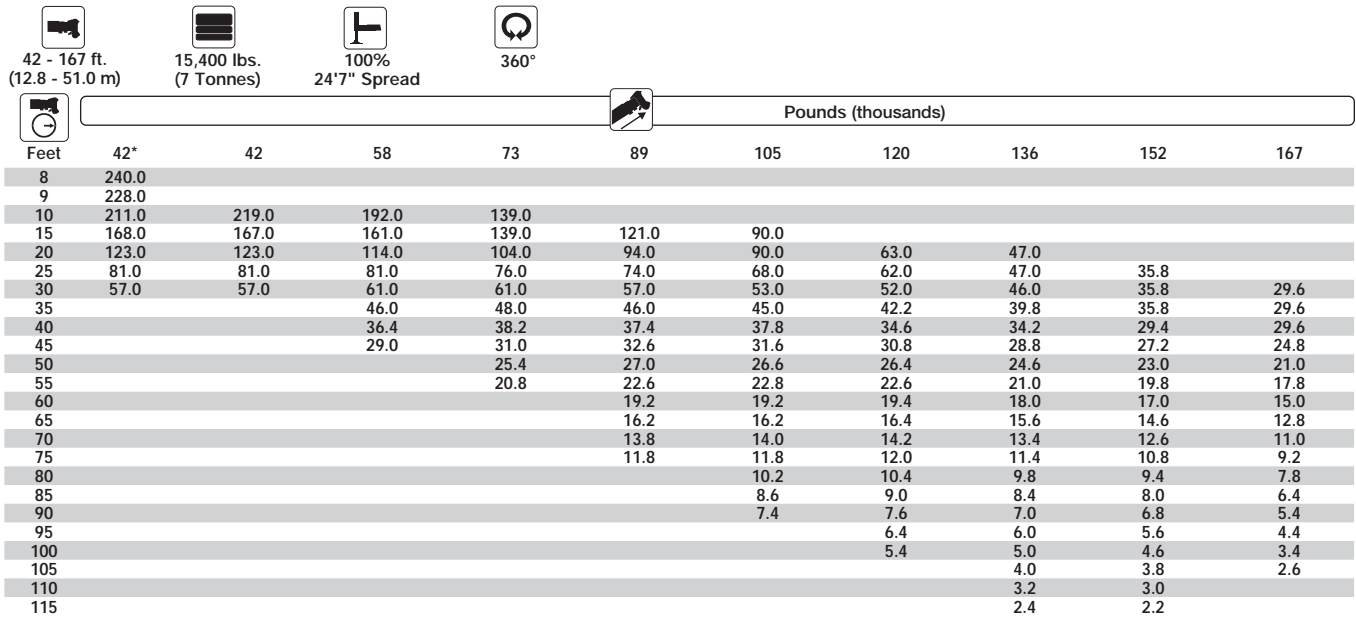 42 - 167 ft. 15,400 lbs. 100% 360°
(12.8 - 51.0 m) (7 Tonnes) 24'7" Spread
Pounds (thousands)
Feet 42* 42 58 73 89 105 120 136 152 167
8 240.0
9 228.0
10 211.0 219.0 192.0 139.0
15 168.0 167.0 161.0 139.0 121.0 90.0
20 123.0 123.0 114.0 104.0 94.0 90.0 63.0 47.0
25 81.0 81.0 81.0 76.0 74.0 68.0 62.0 47.0 35.8
30 57.0 57.0 61.0 61.0 57.0 53.0 52.0 46.0 35.8 29.6
35 46.0 48.0 46.0 45.0 42.2 39.8 35.8 29.6
40 36.4 38.2 37.4 37.8 34.6 34.2 29.4 29.6
45 29.0 31.0 32.6 31.6 30.8 28.8 27.2 24.8
50 25.4 27.0 26.6 26.4 24.6 23.0 21.0
55 20.8 22.6 22.8 22.6 21.0 19.8 17.8
60 19.2 19.2 19.4 18.0 17.0 15.0
65 16.2 16.2 16.4 15.6 14.6 12.8
70 13.8 14.0 14.2 13.4 12.6 11.0
75 11.8 11.8 12.0 11.4 10.8 9.2
80 10.2 10.4 9.8 9.4 7.8
85 8.6 9.0 8.4 8.0 6.4
90 7.4 7.6 7.0 6.8 5.4
95 6.4 6.0 5.6 4.4
100 5.4 5.0 4.6 3.4
105 4.0 3.8 2.6
110 3.2 3.0
115 2.4 2.2